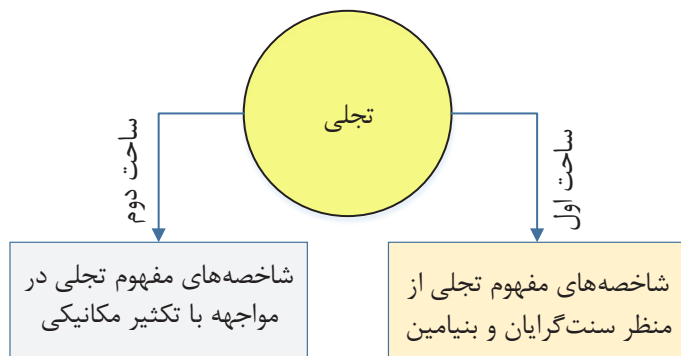 تجلی
ساحت اول
ساحت دوم
شاخصه‌های مفهوم تجلی از
منظر سنت‌گرایان و بنیامین
شاخصه‌های مفهوم تجلی در
مواجهه با تکثیر مکانیکی